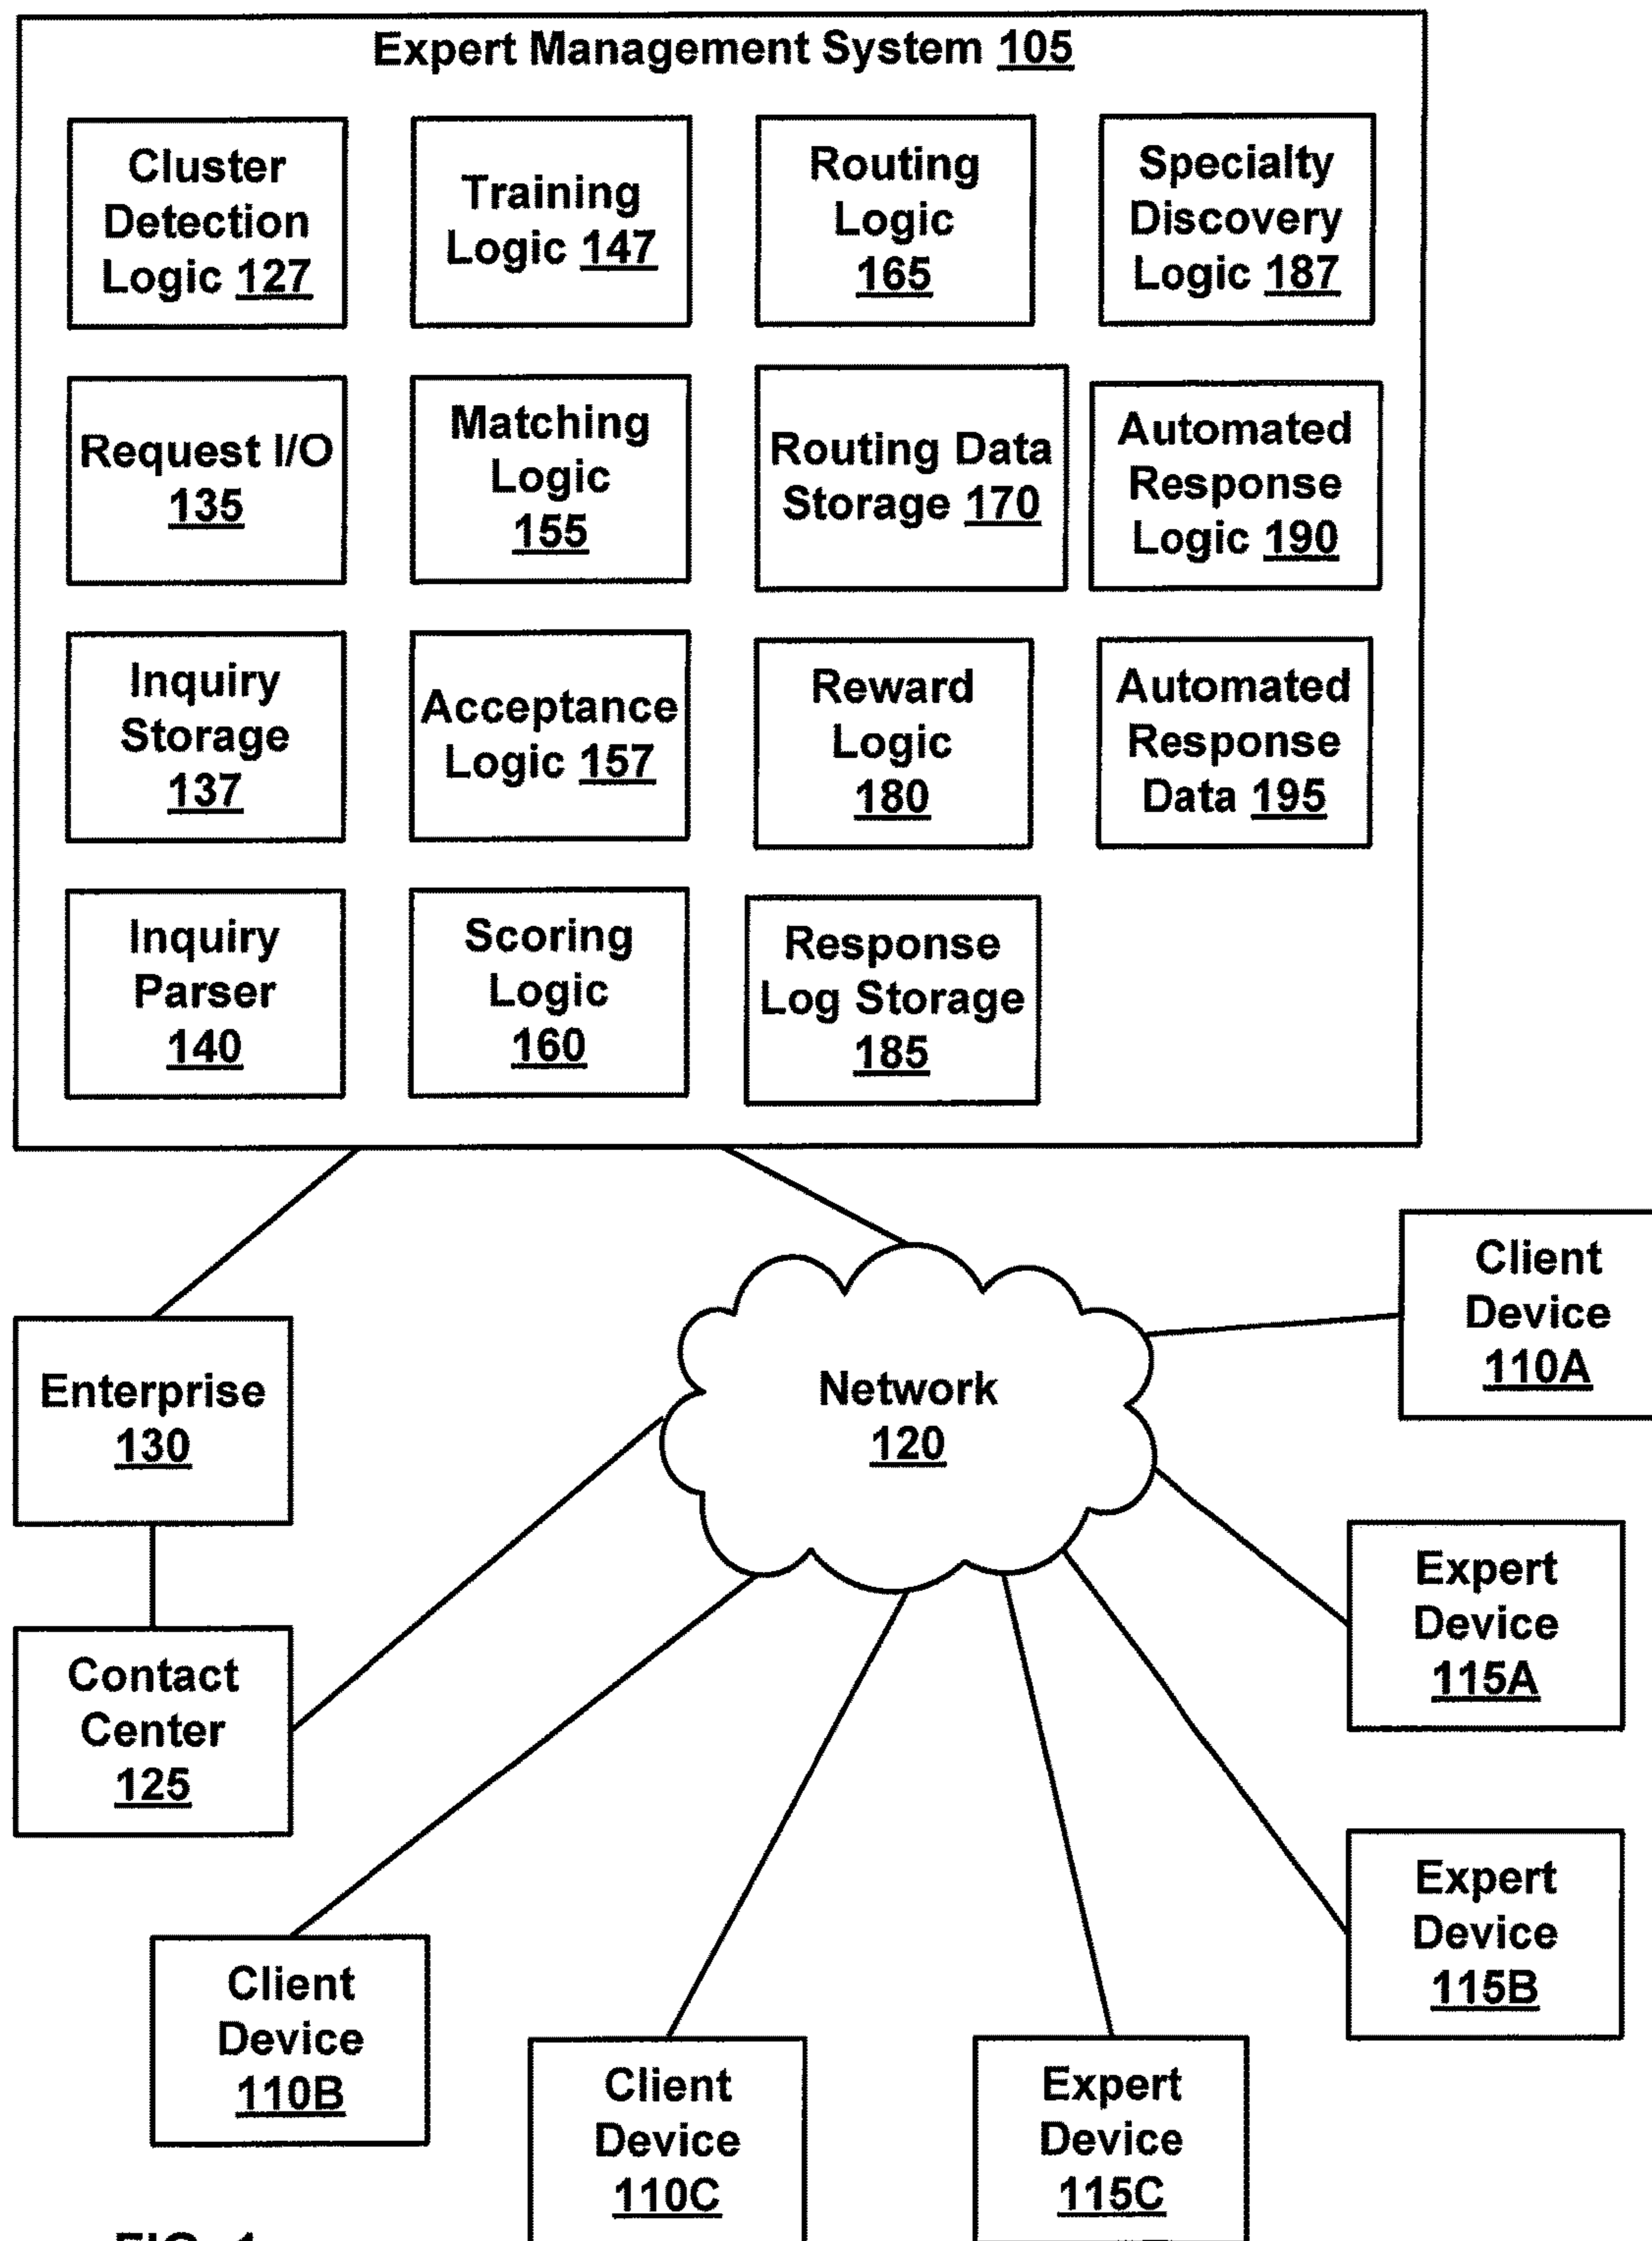 Expert Management System 105
Cluster
Detection
Logic 127
Training
Logic 147
Routing
Logic
165
Specialty
Discovery
Logic 187
Request I/O
135
Matching
Logic
155
Routing Data
Storage 170
Automated
Response
Logic 190
Inquiry
Storage
137
Acceptance
Logic 157
Reward
Logic
180
Automated
Response
Data 195
Inquiry
Parser
140
Scoring
Logic
160
Response
Log Storage
185
Client
Device
110A
Enterprise
130
Network
120
Expert
Device
115A
Contact
Center
125
Expert
Device
115B
Client
Device
110B
Client
Device
110C
Expert
Device
115C